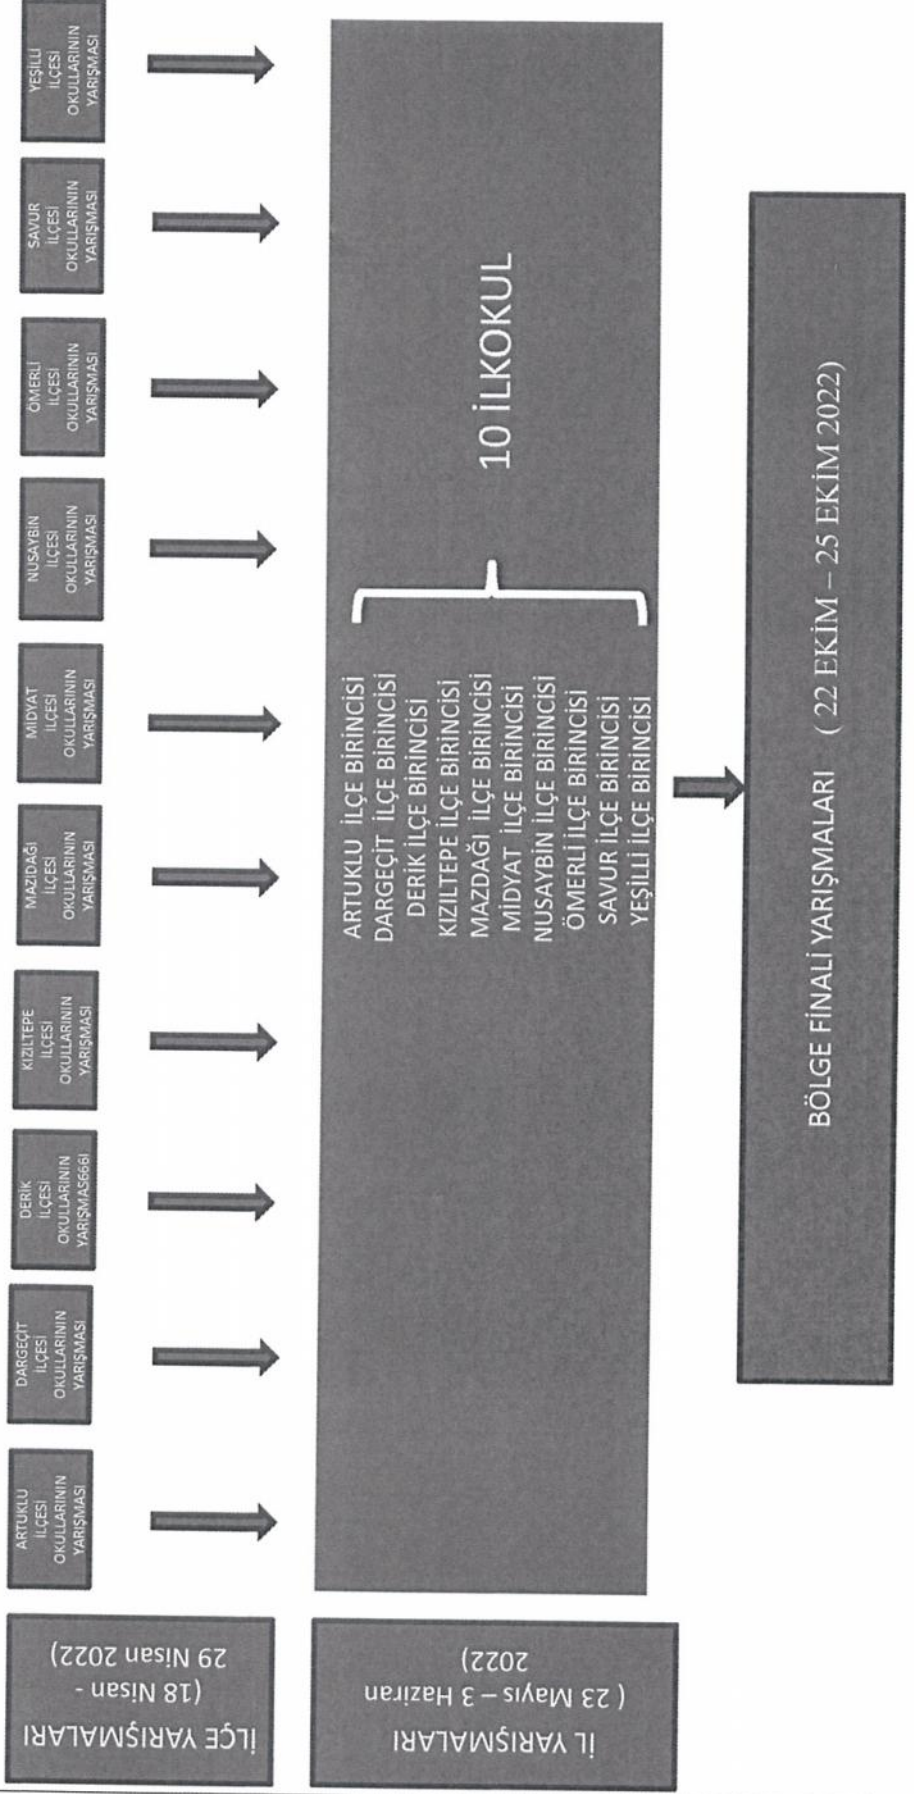 İLÇE YARIŞMALARI
(18 Nisan -
29 Nisan 2022)
ARTUKLU
İLÇESİ
OKULLARININ
YARIŞMASI
DARGEÇİT
İLÇESİ
OKULLARININ
YARIŞMASI
DERİK
İLÇESİ
OKULLARININ
YARIŞMAS666I
KIZILTEPE
İLÇESİ
OKULLARININ
YARIŞMASI
MAZIDAĞI
İLÇESİ
OKULLARININ
YARIŞMASI
MİDYAT
İLÇESİ
OKULLARININ
YARIŞMASI
NUSAYBİN
İLÇESİ
OKULLARININ
YARIŞMASI
ÖMERLİ
İLÇESİ
OKULLARININ
YARIŞMASI
SAVUR
İLÇESİ
OKULLARININ
YARIŞMASI
YEŞİLLİ
İLÇESİ
OKULLARININ
YARIŞMASI
İL YARIŞMALARI
( 23 Mayıs – 3 Haziran
2022)
ARTUKLU İLÇE BİRİNCİSİ
DARGEÇİT İLÇE BİRİNCİSİ
DERİK İLÇE BİRİNCİSİ
KIZILTEPE İLÇE BİRİNCİSİ
MAZDAĞI İLÇE BİRİNCİSİ
MİDYAT İLÇE BİRİNCİSİ
NUSAYBİN İLÇE BİRİNCİSİ
ÖMERLİ İLÇE BİRİNCİSİ
SAVUR İLÇE BİRİNCİSİ
YEŞİLLİ İLÇE BİRİNCİSİ
10 İLKOKUL
BÖLGE FİNALİ YARIŞMALARI ( 22 EKİM – 25 EKİM 2022)